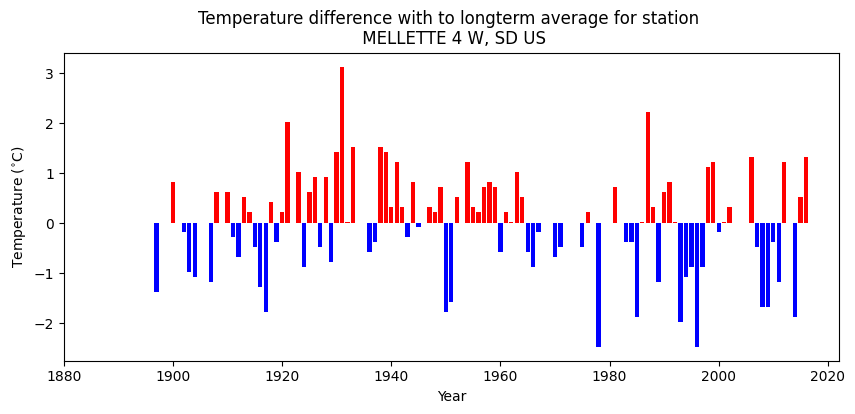 Temperature difference with to longterm average for station
MELLETTE 4 W, SD US
3
2
1
0
−1
−2
Temperature (°C)
1880 1900 1920 1940 1960 1980 2000 2020
Year